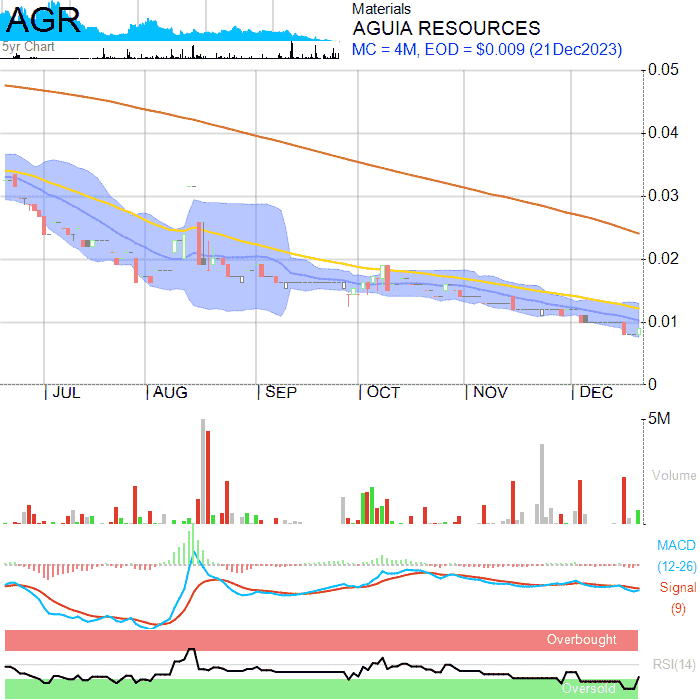 AGR
5yr Chart
Materials
AGUIA RESOURCES
MC = 4M, EOD = $0.009 (21Dec2023)
0.05
0.04
0.03
0.02
0.01
0
JUL
AUG
SEP
OCT
NOV
DEC
5M
Volume
MACD
(12-26)
Signal
(9)
Overbought
RSI(14)
Oversold